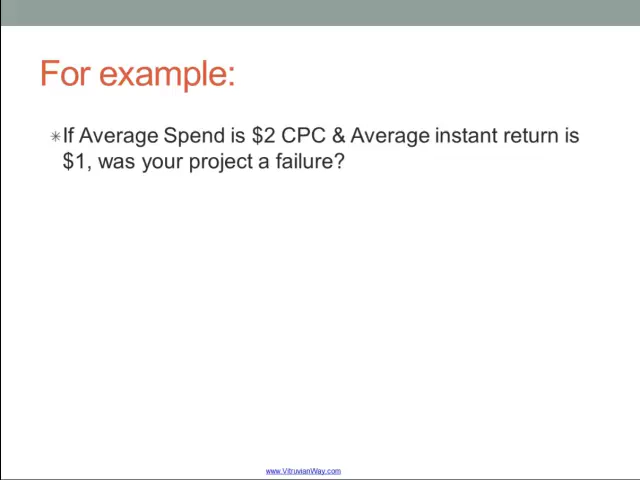 For example:
If Average Spend is $2 CPC & Average instant return is
$1, was your project a failure?
www.VitruvianWay.com